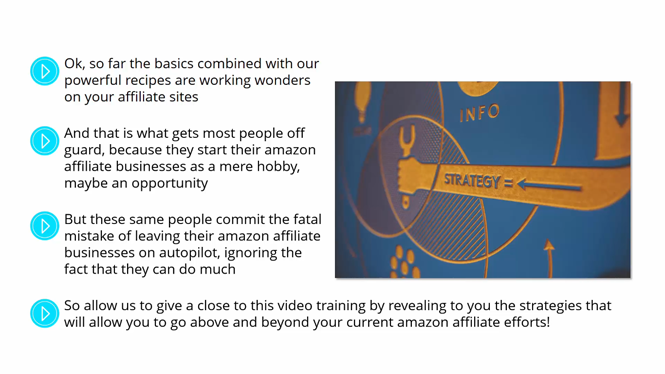 Ok, so far the basics combined with our
powerful recipes are working wonders
on your affiliate sites
And that is what gets most people off
guard, because they start their amazon
affiliate businesses as a mere hobby,
maybe an opportunity
But these same people commit the fatal
mistake of leaving their amazon affiliate
businesses on autopilot, ignoring the
fact that they can do much
INFO
STRATEGY =
So allow us to give a close to this video training by revealing to you the strategies that
will allow you to go above and beyond your current amazon affiliate efforts!